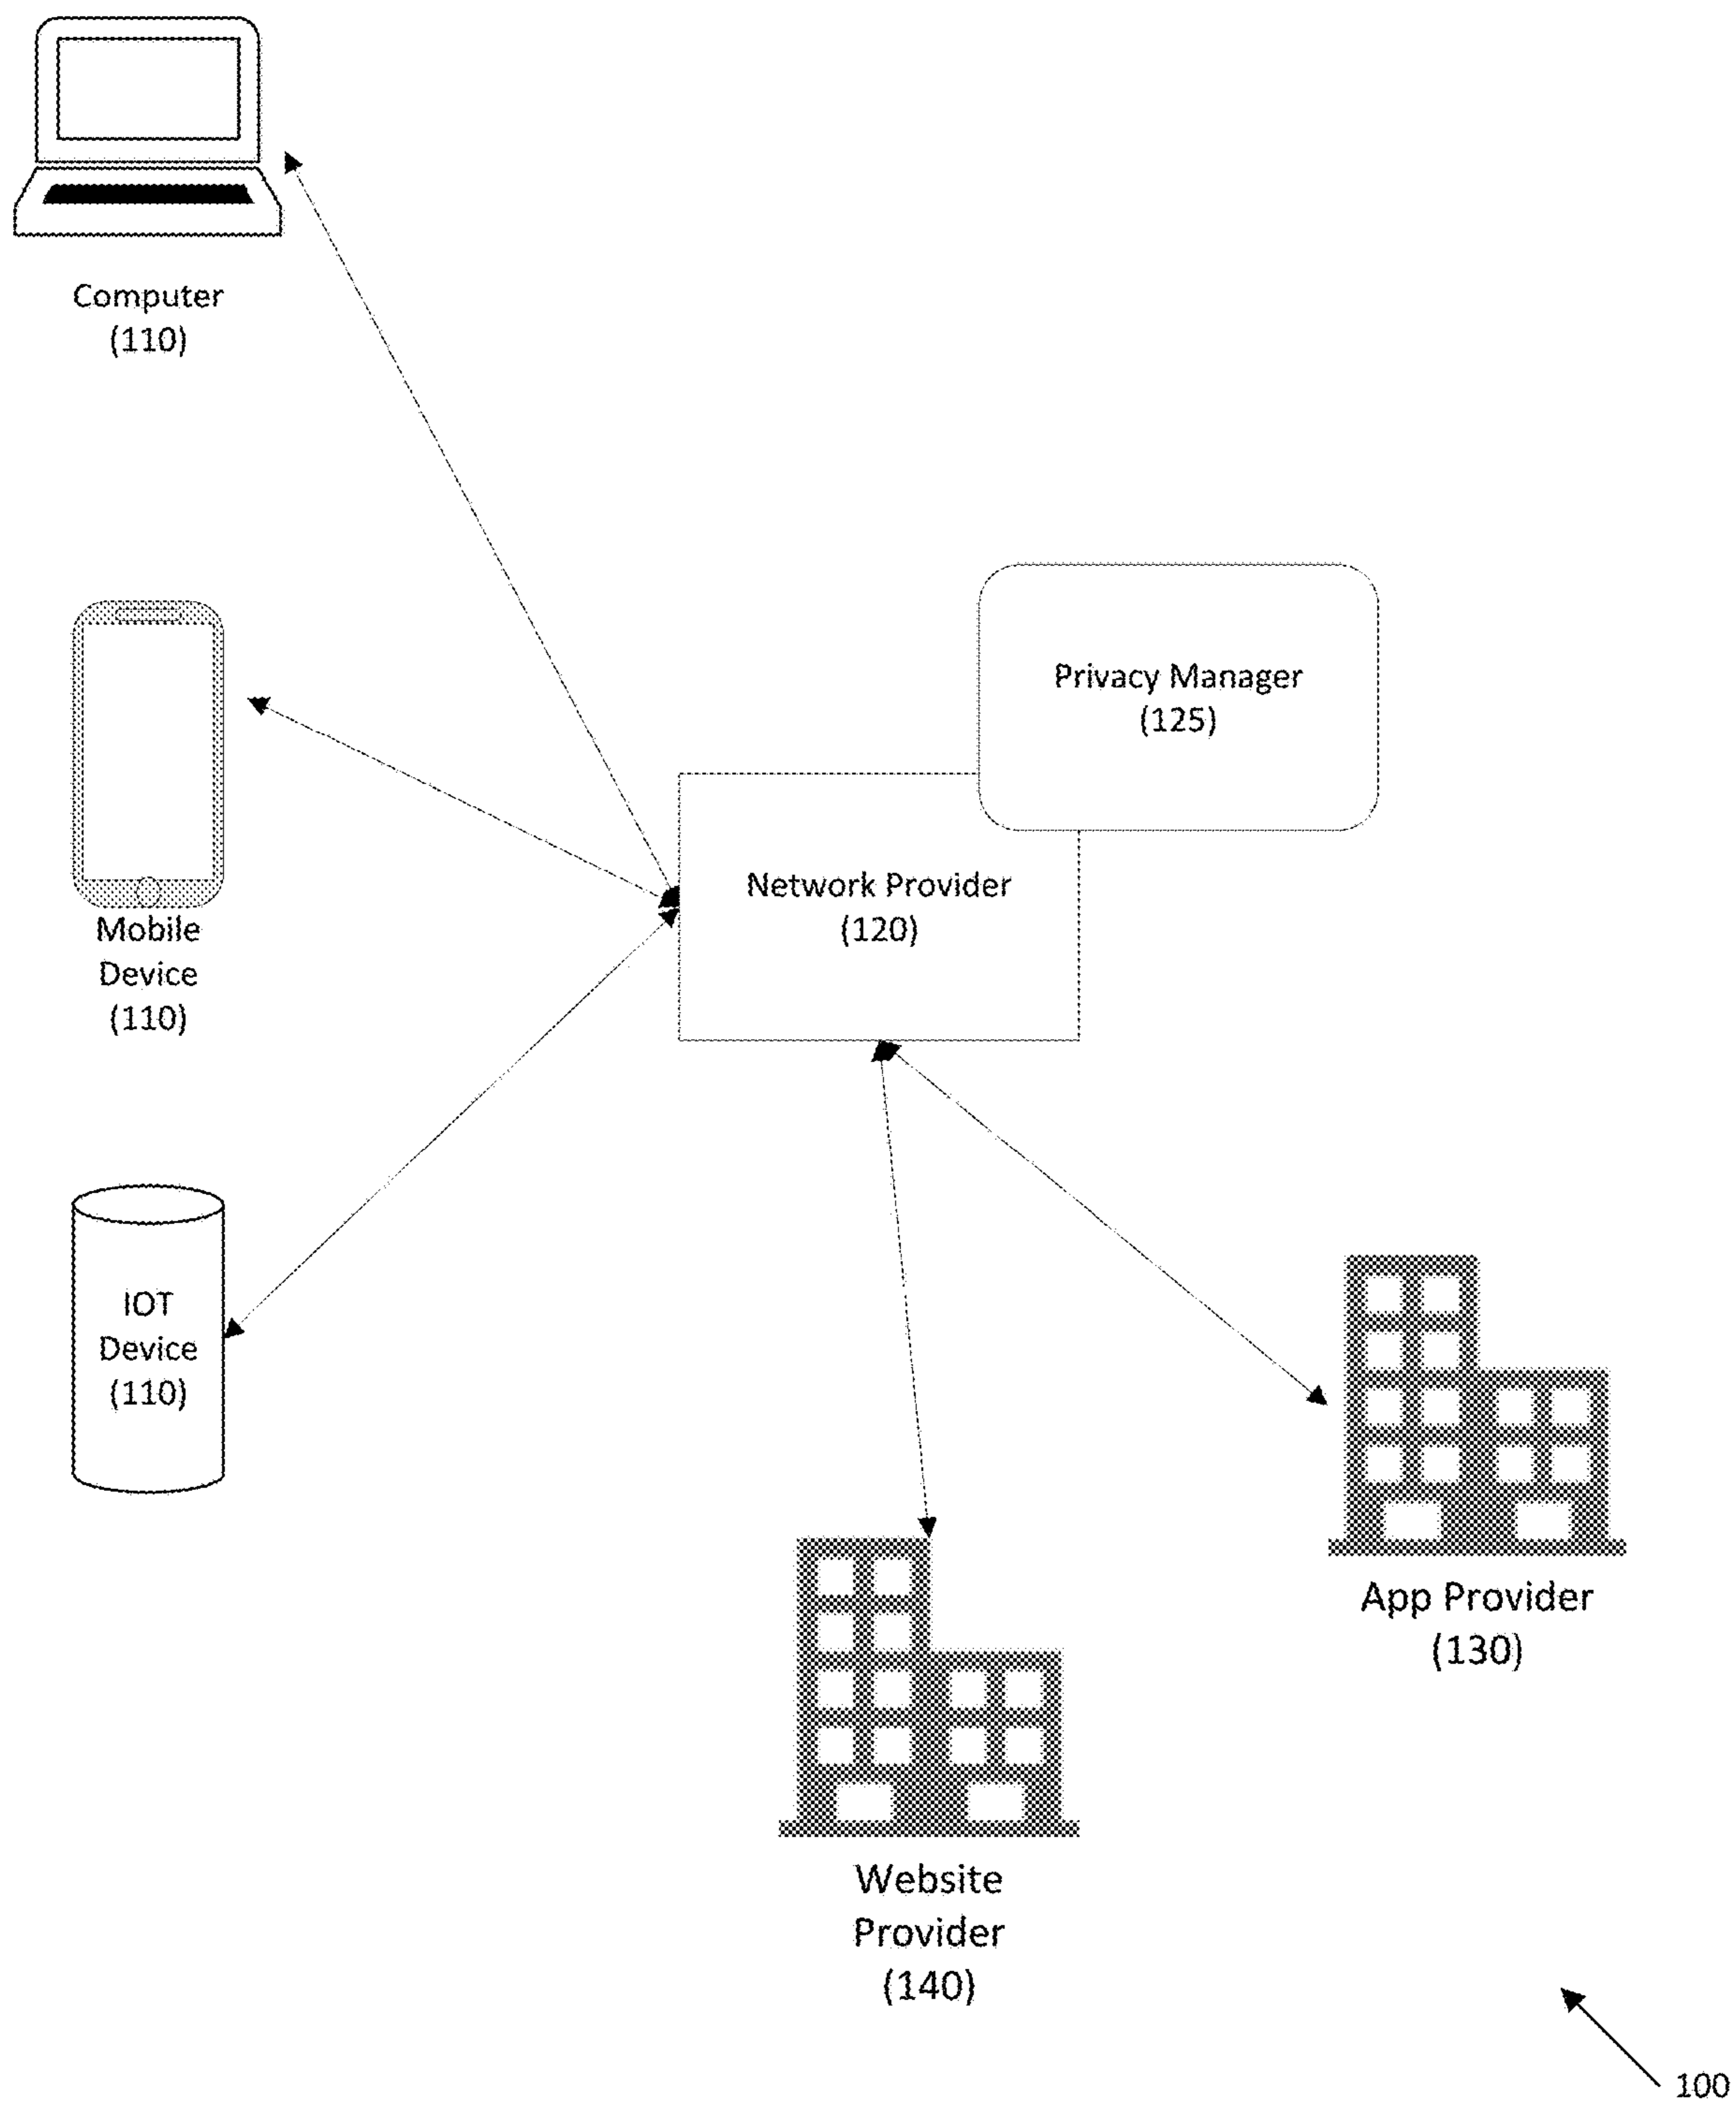 Computer
(110)
Privacy Manager
(125)
Network Provider
(120)
Mobile
Device
(110)
IOT
Device
(110)
App Provider
(130)
Website
Provider
(140)
100